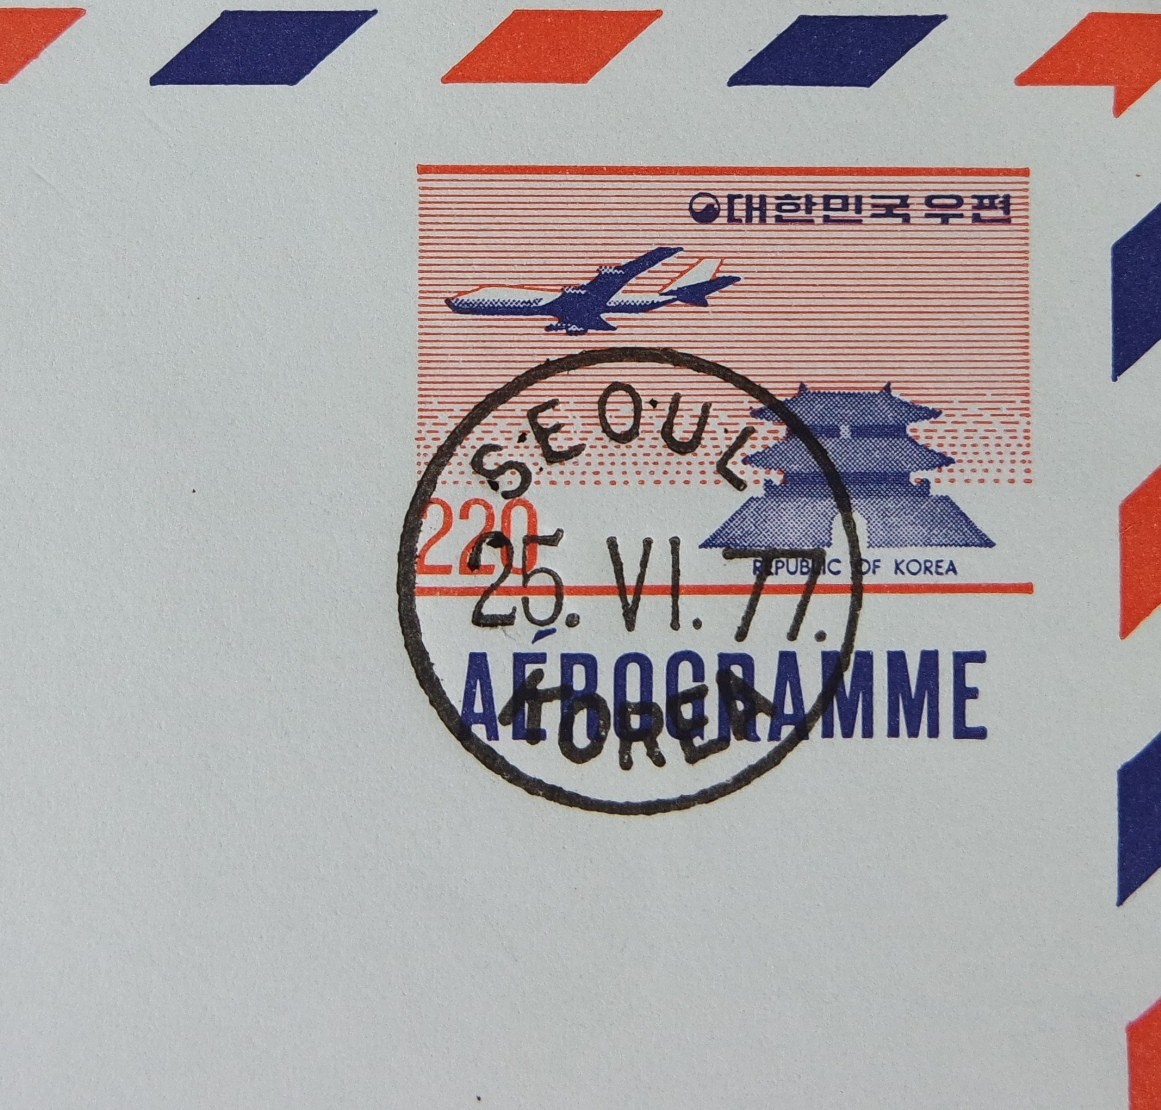 대한민국 우편
SEOUL
220
25. VI. 77.
REPUBLIC OF KOREA
AÉROGRAMME
KOREA